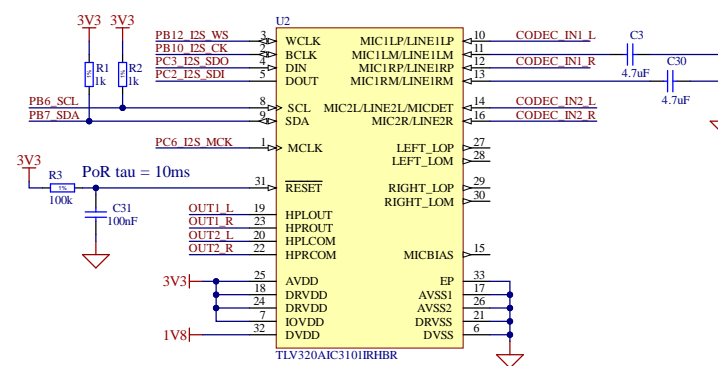 U2
3V3 3V3
PB12_I2S_WS 3 WCLK MIC1LP/LINE1LP 10 CODEC_IN1_L
PB10_I2S_CK 2 BCLK MIC1LM/LINE1LM 11
PC3_I2S_SDO 4 DIN MIC1RP/LINE1RP 12 CODEC_IN1_R
PC2_I2S_SDI 5 DOUT MIC1RM/LINE1RM 13
C3
4.7uF
C30
4.7uF
R1
1%
1k
R2
1%
1k
PB6_SCL 8 SCL MIC2L/LINE2L/MICDET 14 CODEC_IN2_L
PB7_SDA 9 SDA MIC2R/LINE2R 16 CODEC_IN2_R
PC6_I2S_MCK 1 MCLK LEFT_LOP 27
LEFT_LOM 28
3V3
PoR tau = 10ms
R3
1%
100k
31 RESET RIGHT_LOP 29
RIGHT_LOM 30
C31
100nF
OUT1_L 19 HPLOUT
OUT1_R 23 HPROUT
OUT2_L 20 HPLCOM
OUT2_R 22 HPRCOM MICBIAS 15
3V3 25 AVDD EP 33
18 DRVDD AVSS1 17
24 DRVDD AVSS2 26
7 IOVDD DRVSS 21
1V8 32 DVDD DVSS 6
TLV320AIC3101IRHBR